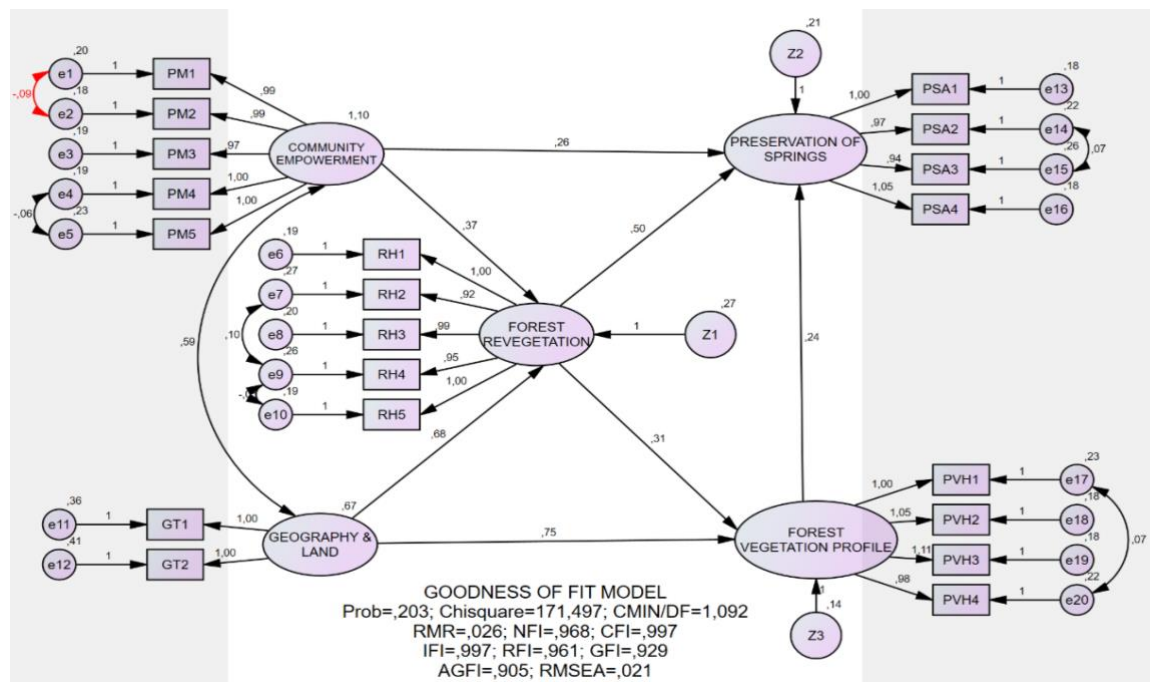 ,21
Z2
1
,20
e1
1
PM1
,99
-,09
,18
e2
1
PM2
,99
1,10
,19
e3
1
PM3
,97
COMMUNITY
EMPOWERMENT
,19
e4
1
PM4
1,00
-,06
,23
e5
1
PM5
1,00
,26
,37
,59
PRESERVATION OF
SPRINGS
1,00
PSA1
1
e13
,18
,97
PSA2
1
e14
,22
,94
PSA3
1
e15
,26
,07
1,05
PSA4
1
e16
,18
,19
e6
1
RH1
1,00
,27
e7
1
RH2
,92
,20
e8
1
RH3
,99
,10
,26
e9
1
RH4
,95
,19
e10
1
RH5
1,00
FOREST
REVEGETATION
1
Z1
,27
,50
,24
,68
,31
,36
e11
1
GT1
1,00
,41
e12
1
GT2
1,00
,67
GEOGRAPHY &
LAND
,75
FOREST
VEGETATION PROFILE
1,00
PVH1
1
e17
,23
1,05
PVH2
1
e18
,18
1,11
PVH3
1
e19
,18
,07
,98
PVH4
1
e20
,22
1
,14
Z3
GOODNESS OF FIT MODEL
Prob=,203; Chisquare=171,497; CMIN/DF=1,092
RMR=,026; NFI=,968; CFI=,997
IFI=,997; RFI=,961; GFI=,929
AGFI=,905; RMSEA=,021